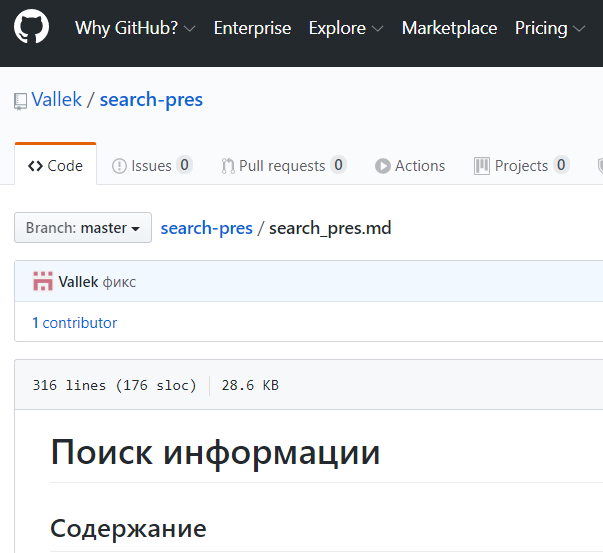 Why GitHub? Enterprise Explore Marketplace Pricing
Vallek / search-pres
Code Issues 0 Pull requests 0 Actions Projects 0
Branch: master search-pres / search_pres.md
Vallek фикс
1 contributor
316 lines (176 sloc) 28.6 KB
Поиск информации
Содержание